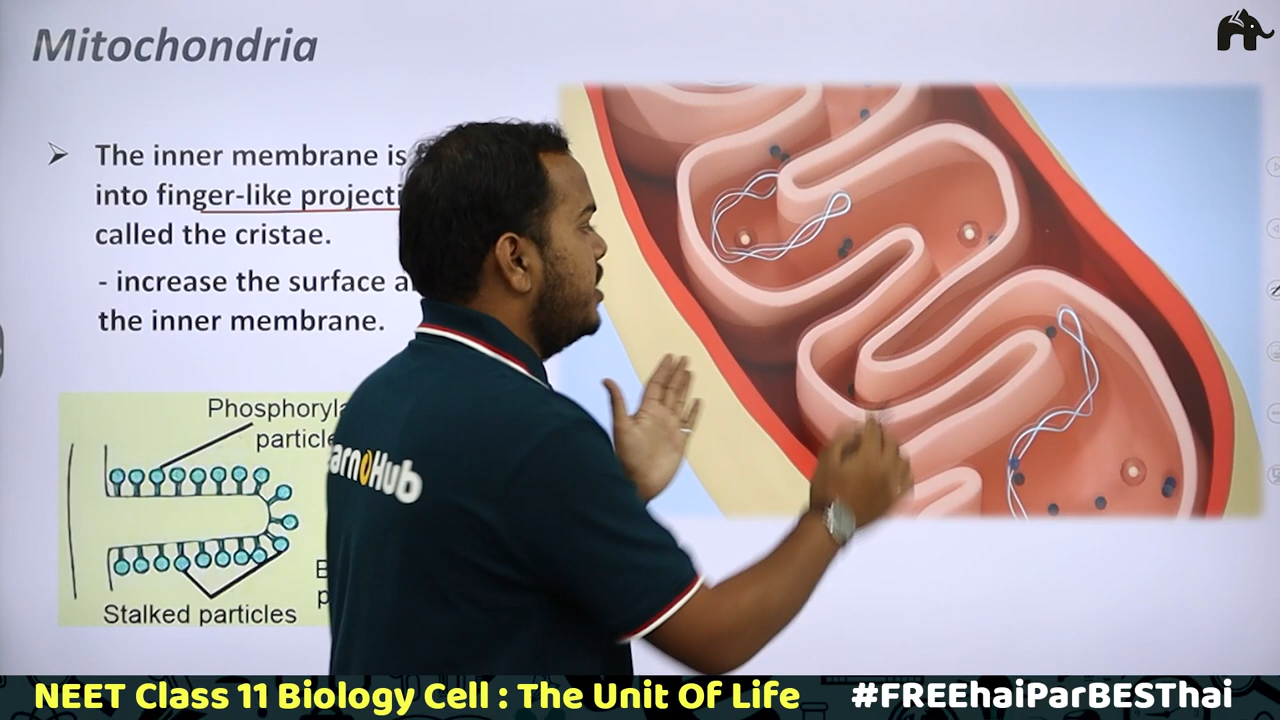 Mitochondria
The inner membrane is
into finger-like
called the cristae.
- increase the surface
the inner membrane.
Phosphoryla
particle
Stalked particles
arnoHub
NEET Class 11 Biology Cell : The Unit Of Life
#FREEhaiParBESThai